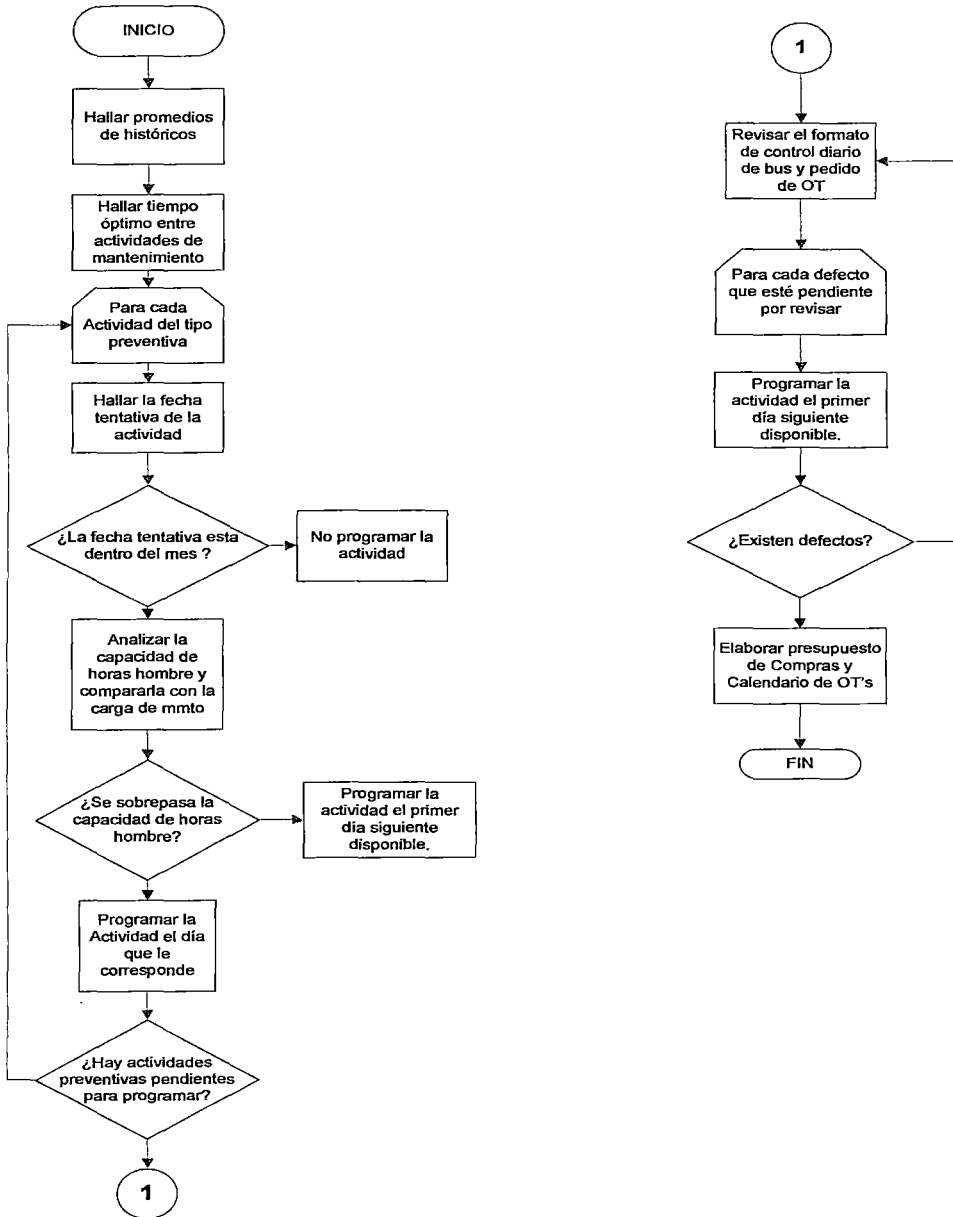 INICIO
Hallar promedios
de históricos
Hallar tiempo
óptimo entre
actividades de
mantenimiento
Para cada
Actividad del tipo
preventiva
Hallar la fecha
tentativa de la
actividad
¿La fecha tentativa esta
dentro del mes ?
No programar la
actividad
Analizar la
capacidad de
horas hombre y
compararla con la
carga de mmto
¿Se sobrepasa la
capacidad de horas
hombre?
Programar la
actividad el primer
día siguiente
disponible.
Programar la
Actividad el día
que le
corresponde
¿Hay actividades
preventivas pendientes
para programar?
1
1
Revisar el formato
de control diario
de bus y pedido
de OT
Para cada defecto
que esté pendiente
por revisar
Programar la
actividad el primer
día siguiente
disponible.
¿Existen defectos?
Elaborar presupuesto
de Compras y
Calendario de OT's
FIN